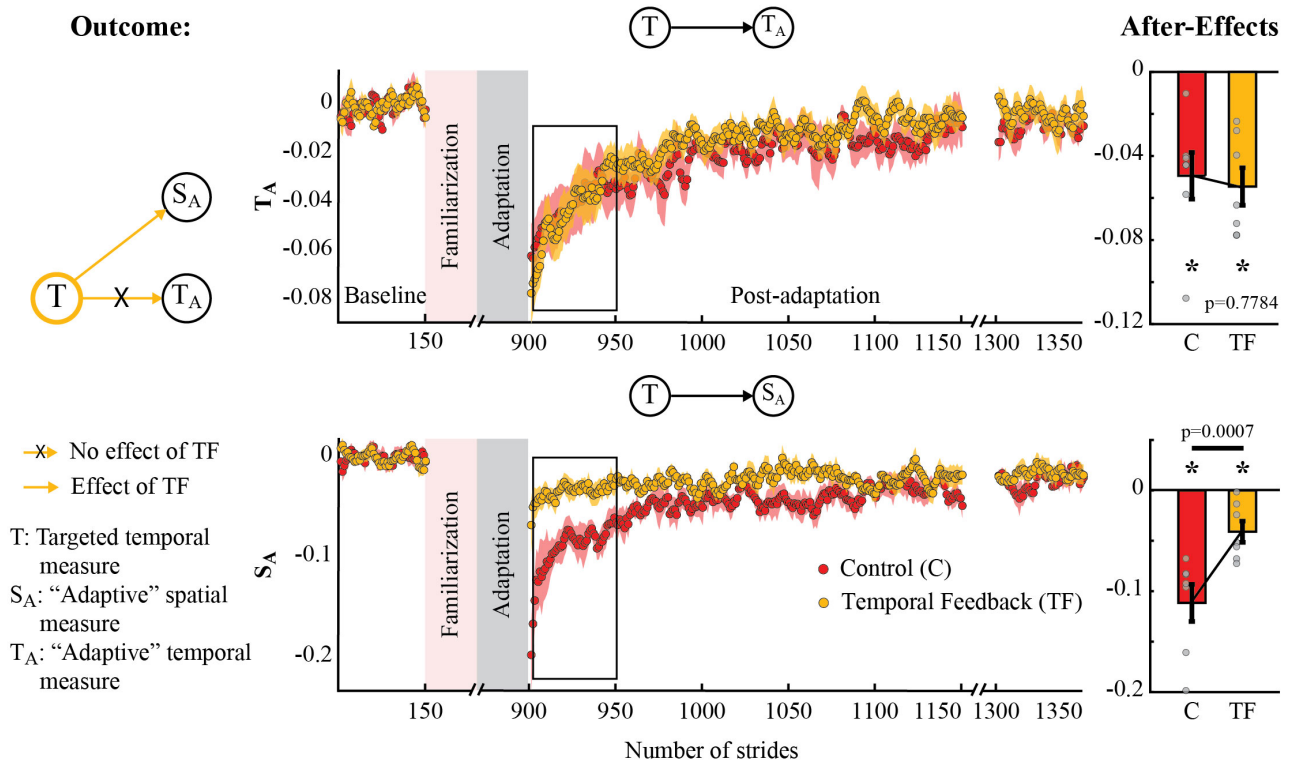 Outcome:
T
T_A
After-Effects
S_A
T
X
T_A
T_A
0
-0.02
-0.04
-0.06
-0.08
Baseline
Familiarization
Adaptation
Post-adaptation
150
900
950
1000
1050
1100
1150
1300
1350
0
-0.04
-0.08
-0.12
*
*
p=0.7784
C
TF
T
S_A
X No effect of TF
Effect of TF
T: Targeted temporal
measure
S_A: “Adaptive” spatial
measure
T_A: “Adaptive” temporal
measure
S_A
0
-0.1
-0.2
Familiarization
Adaptation
Control (C)
Temporal Feedback (TF)
150
900
950
1000
1050
1100
1150
1300
1350
Number of strides
p=0.0007
*
*
0
-0.1
-0.2
C
TF